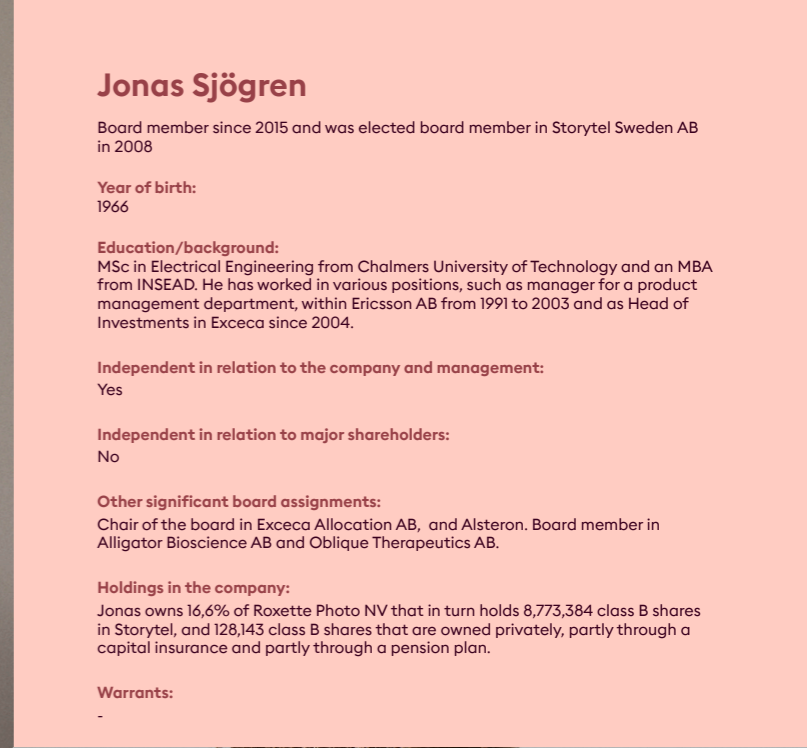 Jonas Sjögren
Board member since 2015 and was elected board member in Storytel Sweden AB
in 2008
Year of birth:
1966
Education/background:
MSc in Electrical Engineering from Chalmers University of Technology and an MBA
from INSEAD. He has worked in various positions, such as manager for a product
management department, within Ericsson AB from 1991 to 2003 and as Head of
Investments in Exceca since 2004.
Independent in relation to the company and management:
Yes
Independent in relation to major shareholders:
No
Other significant board assignments:
Chair of the board in Exceca Allocation AB,  and Alsteron. Board member in
Alligator Bioscience AB and Oblique Therapeutics AB.
Holdings in the company:
Jonas owns 16,6% of Roxette Photo NV that in turn holds 8,773,384 class B shares
in Storytel, and 128,143 class B shares that are owned privately, partly through a
capital insurance and partly through a pension plan.
Warrants:
-